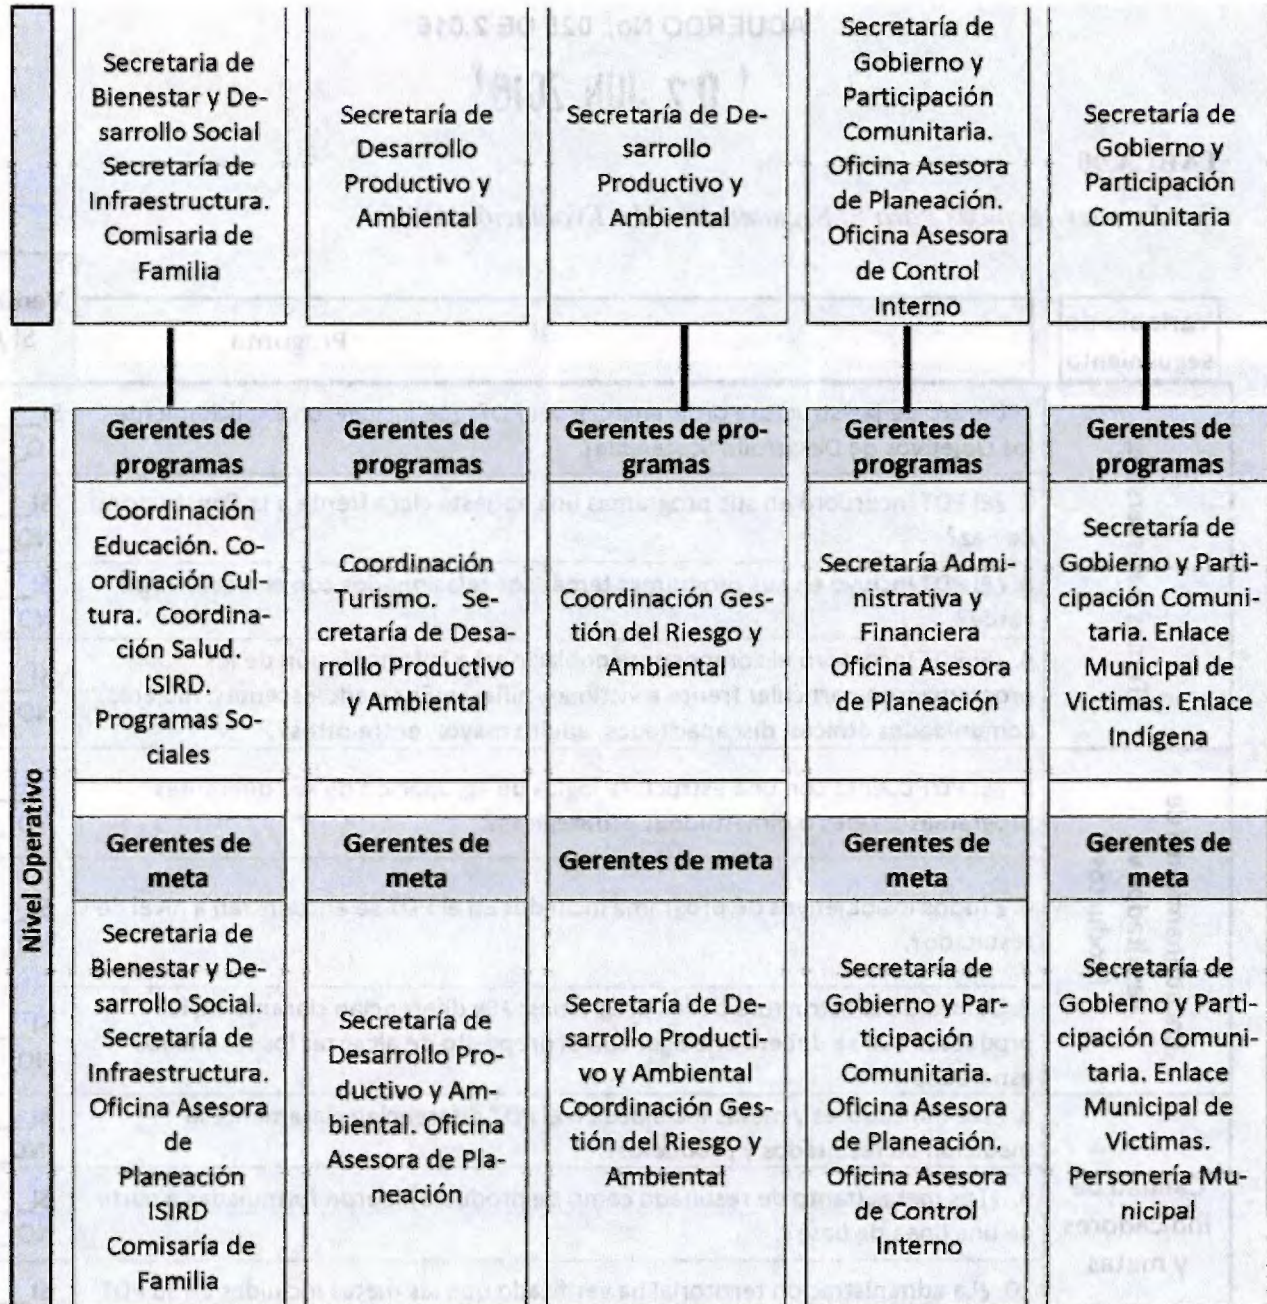 Secretaria de
Bienestar y De-
sarrollo Social
Secretaría de
Infraestructura.
Comisaria de
Familia
Secretaría de
Desarrollo
Productivo y
Ambiental
Secretaría de De-
sarrollo
Productivo y
Ambiental
Secretaría de
Gobierno y
Participación
Comunitaria.
Oficina Asesora
de Planeación.
Oficina Asesora
de Control
Interno
Secretaría de
Gobierno y
Participación
Comunitaria
Nivel Operativo
Gerentes de
programas
Gerentes de
programas
Gerentes de pro-
gramas
Gerentes de
programas
Gerentes de
programas
Coordinación
Educación. Co-
ordinación Cul-
tura. Coordina-
ción Salud.
ISIRD.
Programas So-
ciales
Coordinación
Turismo. Se-
cretaría de Desa-
rrollo Productivo
y Ambiental
Coordinación Ges-
tión del Riesgo y
Ambiental
Secretaría Admi-
nistrativa y
Financiera
Oficina Asesora
de Planeación
Secretaría de
Gobierno y Parti-
cipación Comuni-
taria. Enlace
Municipal de
Victimas. Enlace
Indígena
Gerentes de
meta
Gerentes de
meta
Gerentes de meta
Gerentes de
meta
Gerentes de
meta
Secretaria de
Bienestar y De-
sarrollo Social.
Secretaría de
Infraestructura.
Oficina Asesora
de
Planeación
ISIRD
Comisaría de
Familia
Secretaría de
Desarrollo Pro-
ductivo y Am-
biental. Oficina
Asesora de Pla-
neación
Secretaría de De-
sarrollo Producti-
vo y Ambiental
Coordinación Ges-
tión del Riesgo y
Ambiental
Secretaría de
Gobierno y Par-
ticipación
Comunitaria.
Oficina Asesora
de Planeación.
Oficina Asesora
de Control
Interno
Secretaría de
Gobierno y Parti-
cipación Comuni-
taria. Enlace
Municipal de
Victimas.
Personería Mu-
nicipal